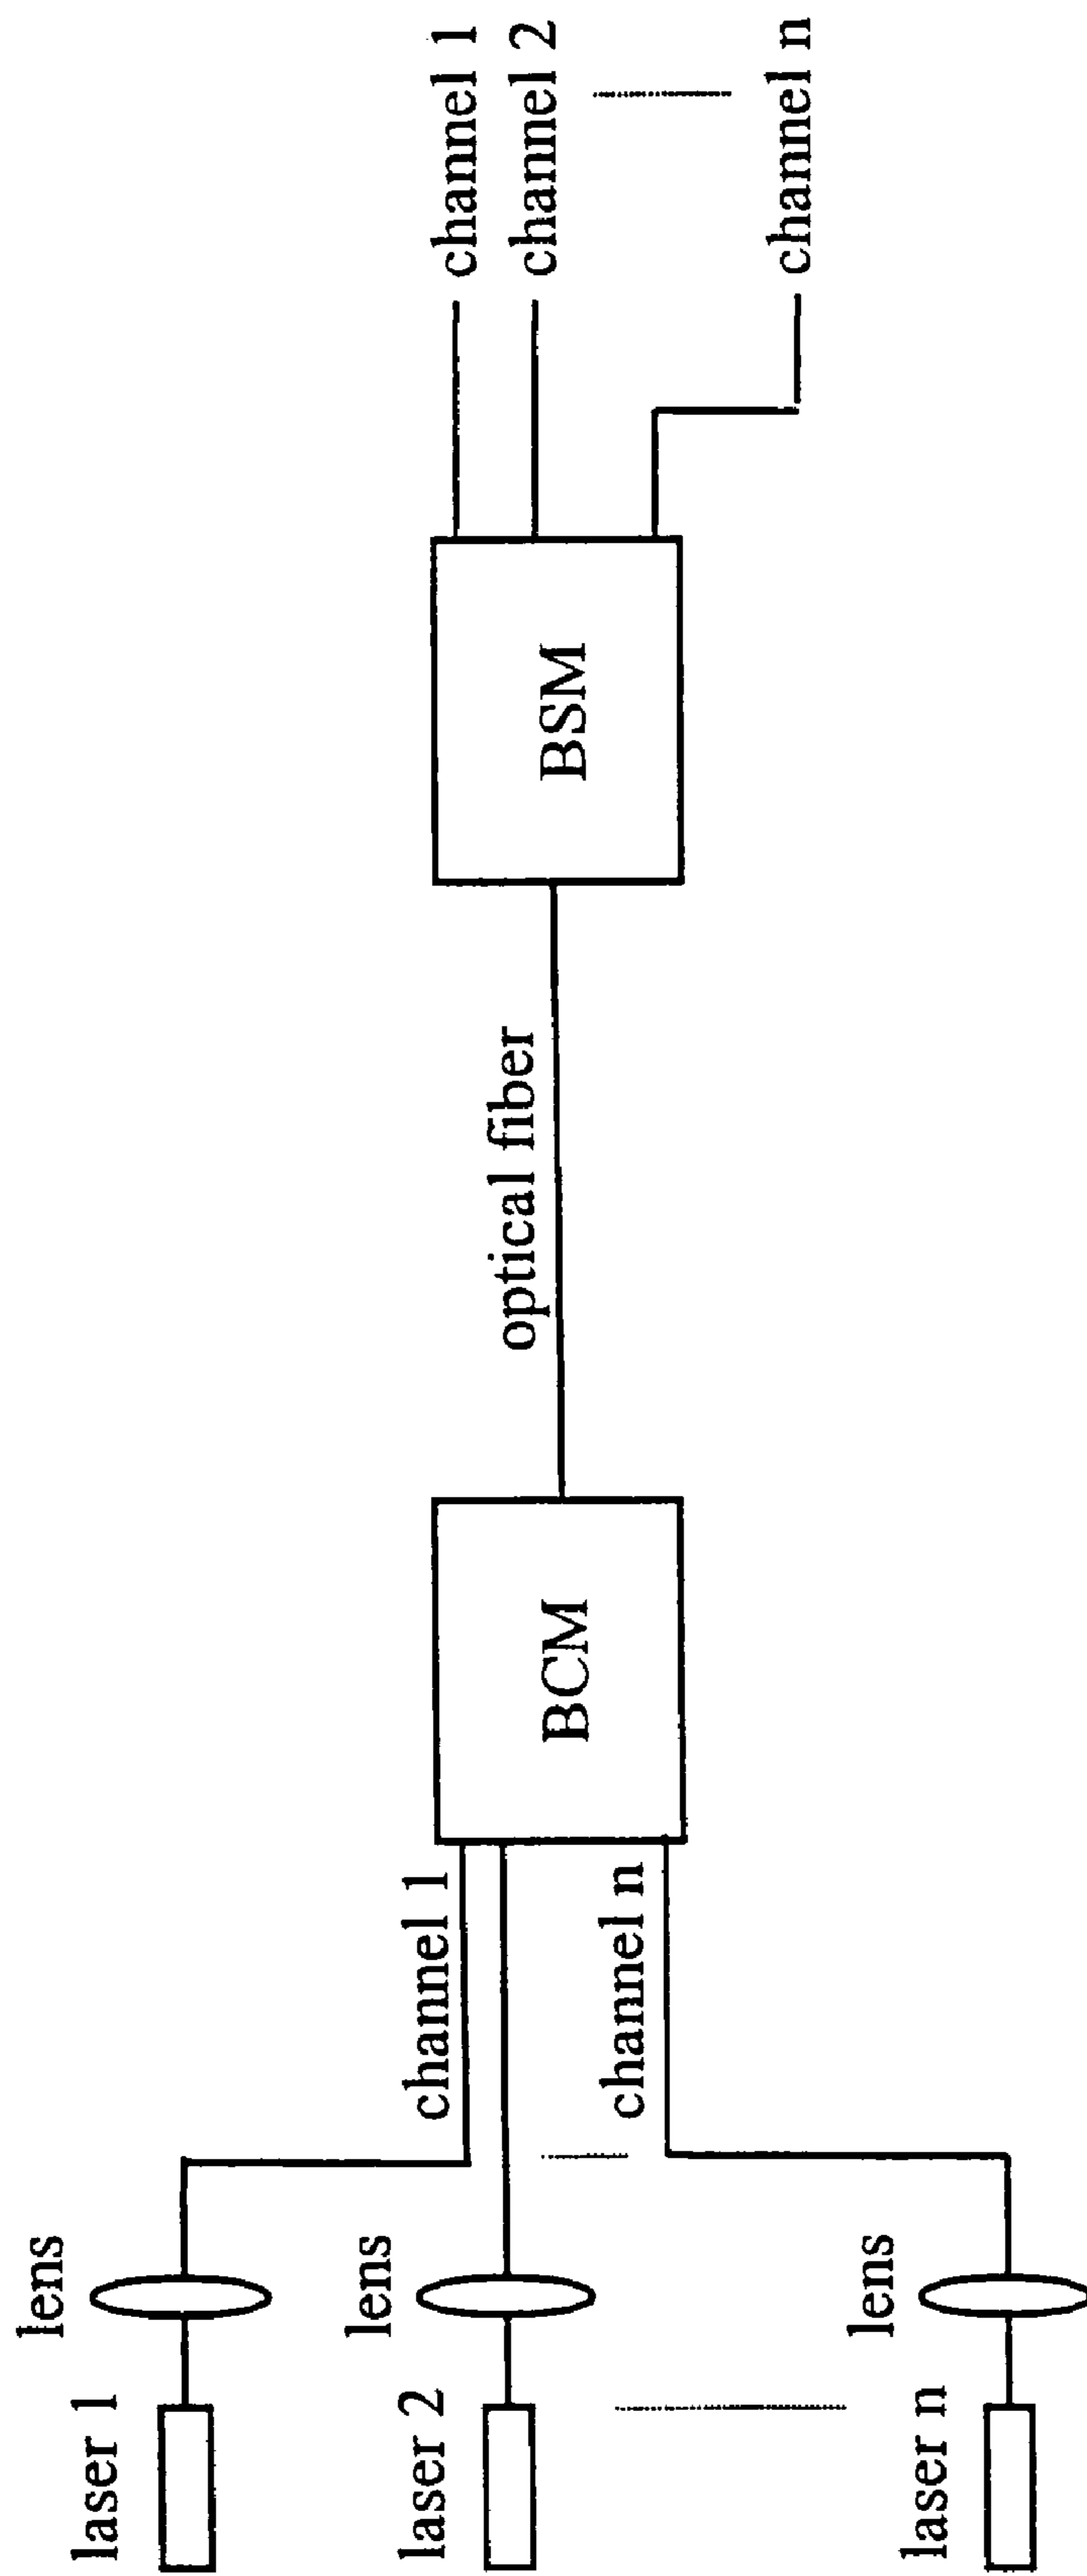 laser 1
lens
laser 2
lens
laser n
lens
channel 1
channel n
BCM
optical fiber
BSM
channel 1
channel 2
channel n